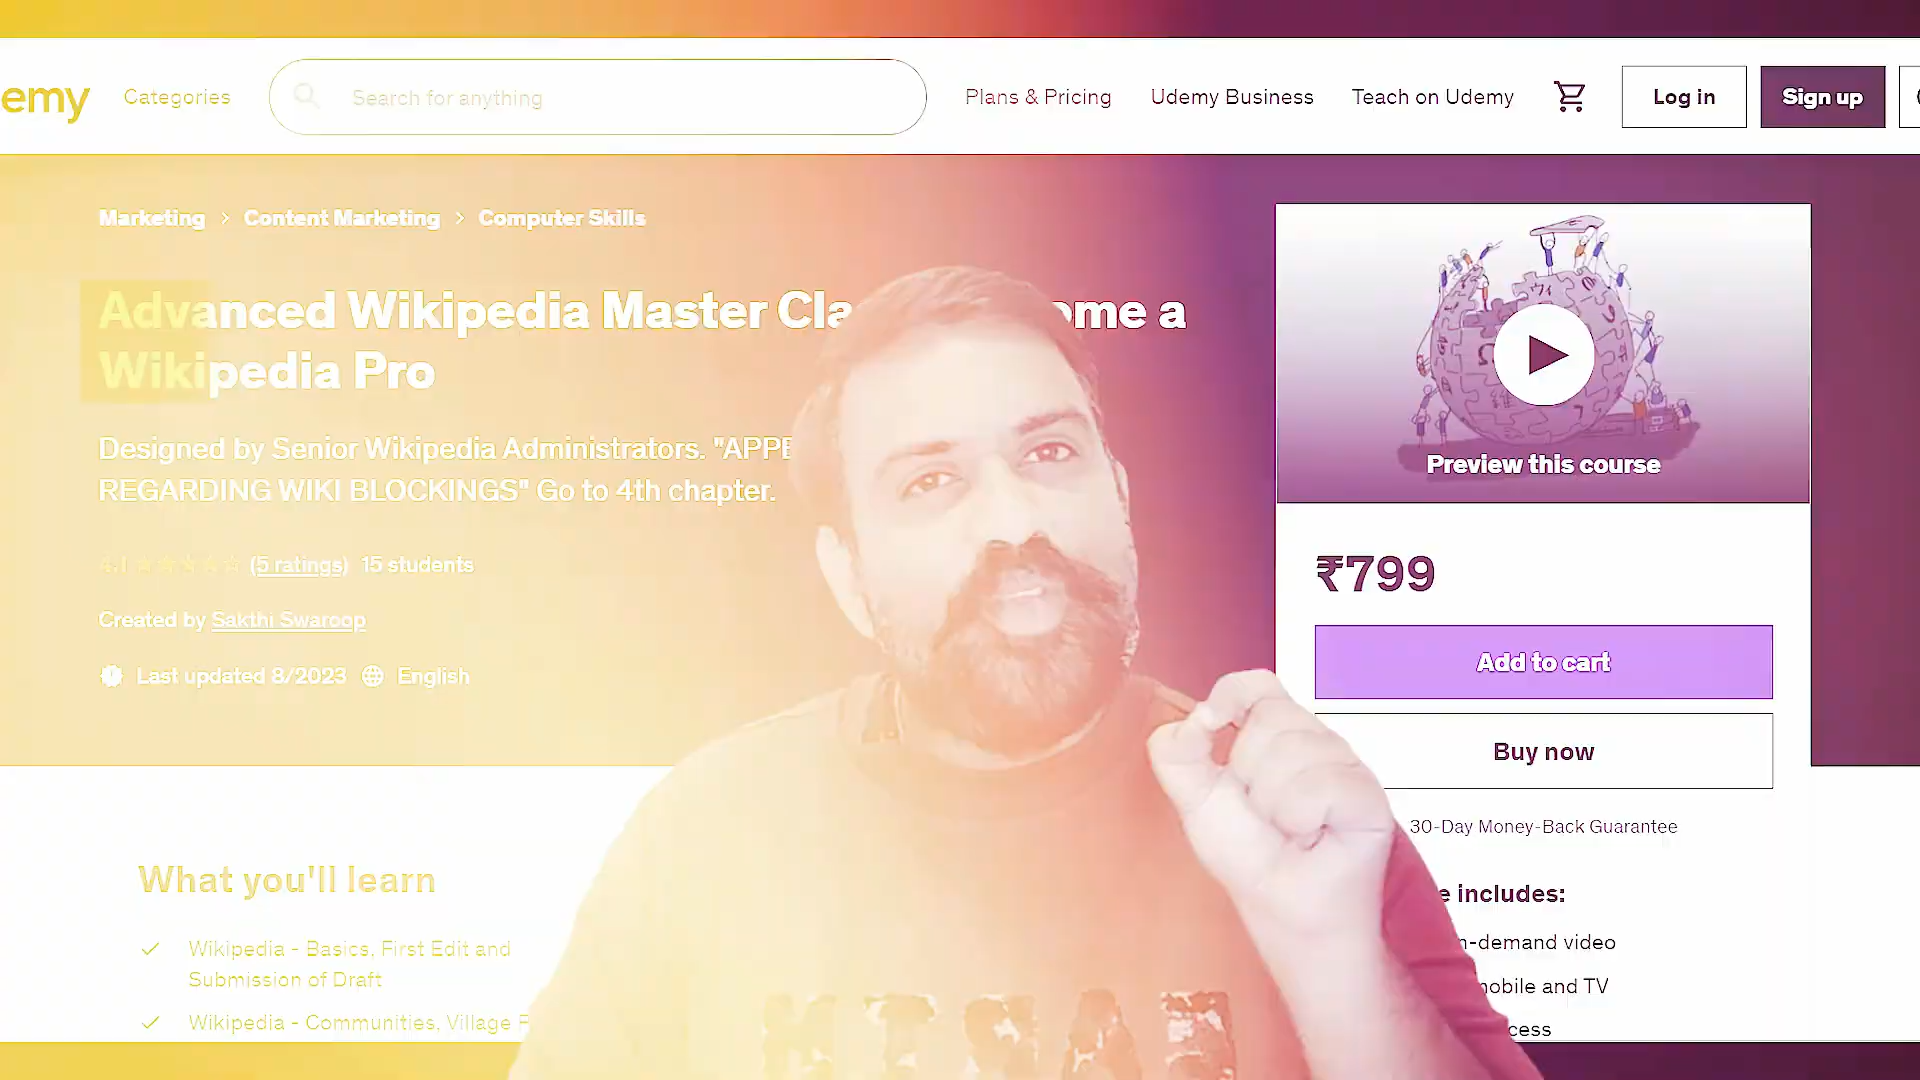 emy
Categories
Search for anything
Plans & Pricing
Udemy Business
Teach on Udemy
Log in
Sign up
Marketing > Content Marketing > Computer Skills
Advanced Wikipedia Master Cla ome a
Wikipedia Pro
Designed by Senior Wikipedia Administrators. "APPE
REGARDING WIKI BLOCKINGS" Go to 4th chapter.
4.1 (5 ratings) 15 students
Created by Sakthi Swaroop
Last updated 8/2023 English
What you'll learn
Wikipedia - Basics, First Edit and
Submission of Draft
Wikipedia - Communities, Village
Preview this course
₹799
Add to cart
Buy now
30-Day Money-Back Guarantee
e includes:
n-demand video
mobile and TV
cess